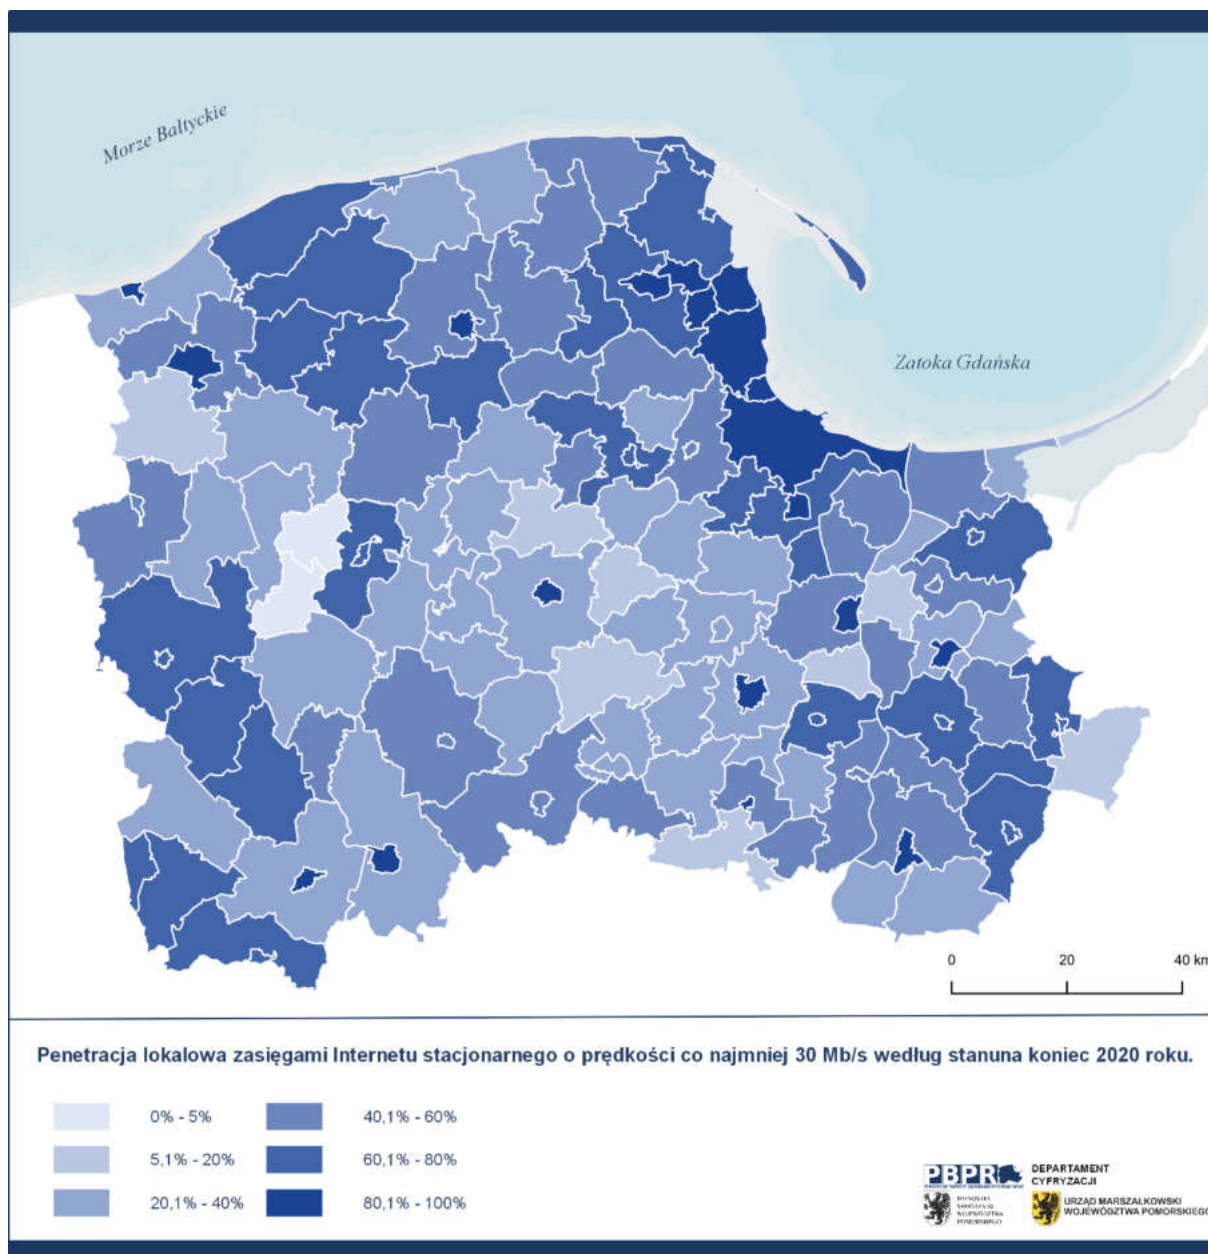 Morze Bałtyckie
Zatoka Gdańska
0 20 40 km
Penetracja lokalowa zasięgami Internetu stacjonarnego o prędkości co najmniej 30 Mb/s według stanuna koniec 2020 roku.
0% - 5%
40,1% - 60%
5,1% - 20%
60,1% - 80%
20,1% - 40%
80,1% - 100%
PBPR
DEPARTAMENT
CYFRYZACJI
URZĄD MARSZAŁKOWSKI
WOJEWÓDZTWA POMORSKIEGO